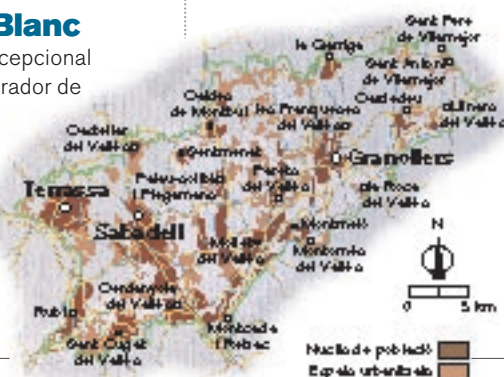 Blanc
cepcional
rador de
Sant Pere
de Vilamajor
la Garriga
Sant Antoni
de Vilamajor
Caldes
de Montbui
les Franqueses
del Vallès
Cardedeu
Llinars
del Vallès
Castellar
del Vallès
Sentmenat
Granollers
Palau-solità
i Plegamans
Parets
del Vallès
Terrassa
la Roca
del Vallès
Sabadell
Montmeló
Mollet
del Vallès
Montornès
del Vallès
N
Cerdanyola
del Vallès
0 5 km
Rubí
Montcada
i Reixac
Sant Cugat
del Vallès
Nucli de població
Espais urbanitzats